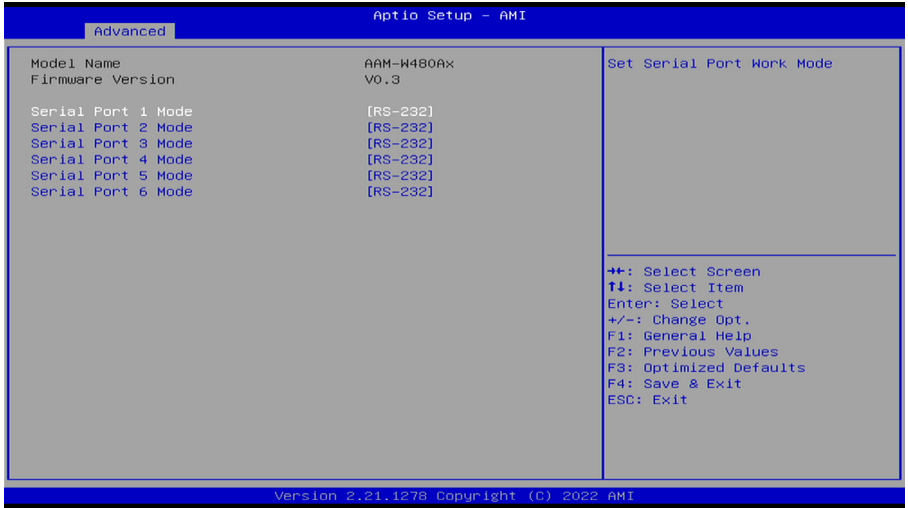 Aptio Setup – AMI
Advanced
Model Name AAM-W480Ax
Firmware Version V0.3
Serial Port 1 Mode [RS-232]
Serial Port 2 Mode [RS-232]
Serial Port 3 Mode [RS-232]
Serial Port 4 Mode [RS-232]
Serial Port 5 Mode [RS-232]
Serial Port 6 Mode [RS-232]
Set Serial Port Work Mode
→←: Select Screen
↑↓: Select Item
Enter: Select
+/-: Change Opt.
F1: General Help
F2: Previous Values
F3: Optimized Defaults
F4: Save & Exit
ESC: Exit
Version 2.21.1278 Copyright (C) 2022 AMI